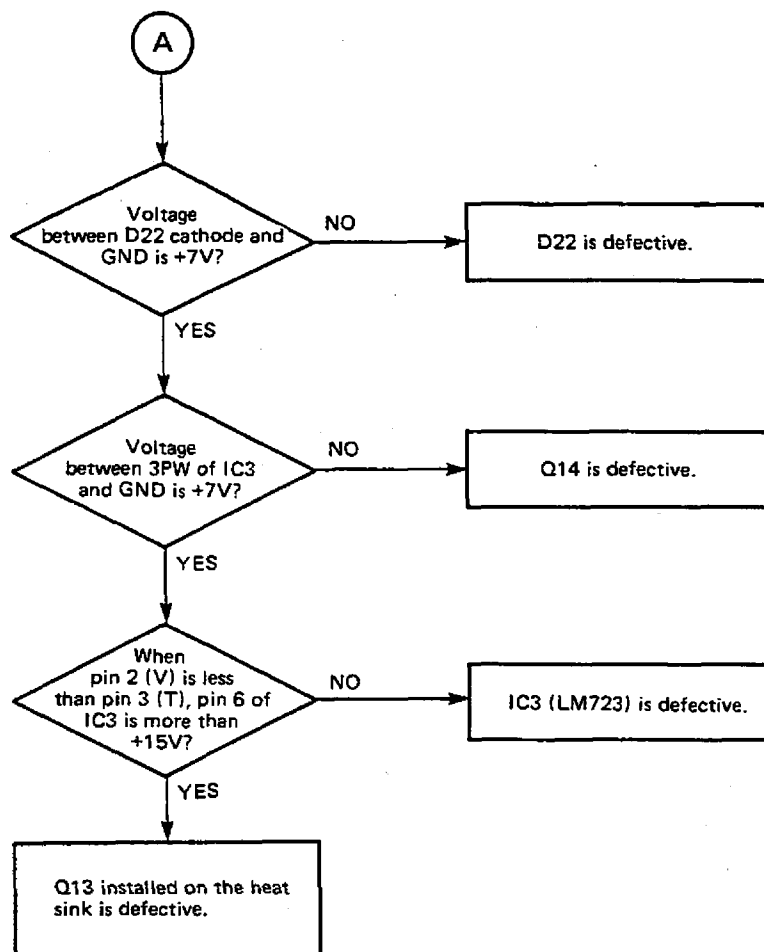 A
Voltage
between D22 cathode and
GND is +7V?
NO
D22 is defective.
YES
Voltage
between 3PW of IC3
and GND is +7V?
NO
Q14 is defective.
YES
When
pin 2 (V) is less
than pin 3 (T), pin 6 of
IC3 is more than
+15V?
NO
IC3 (LM723) is defective.
YES
Q13 installed on the heat
sink is defective.